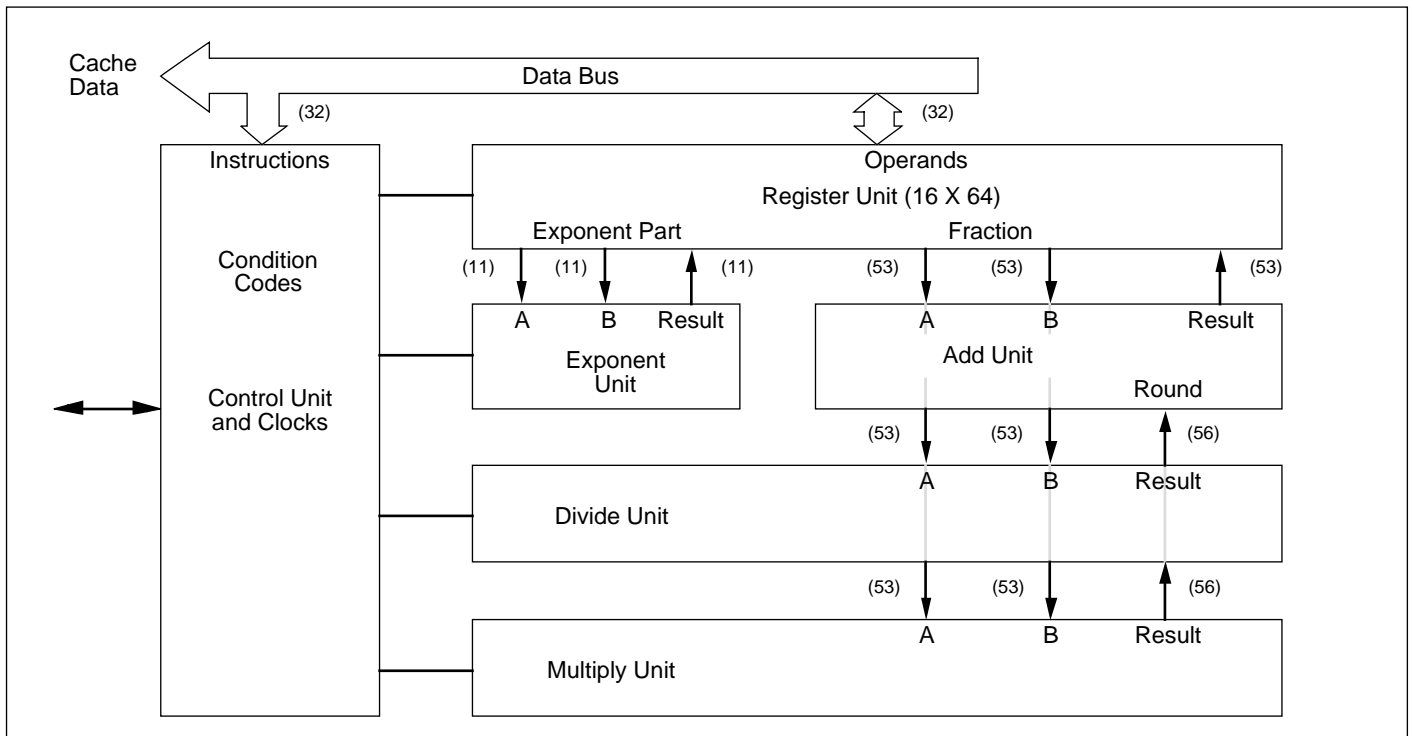 Cache
Data
Data Bus
(32)
(32)
Instructions
Operands
Register Unit (16 X 64)
Exponent Part
Fraction
Condition
Codes
(11)
(11)
(11)
(53)
(53)
(53)
A
B
Result
A
B
Result
Exponent
Unit
Add Unit
Round
Control Unit
and Clocks
(53)
(53)
(56)
A
B
Result
Divide Unit
(53)
(53)
(56)
A
B
Result
Multiply Unit